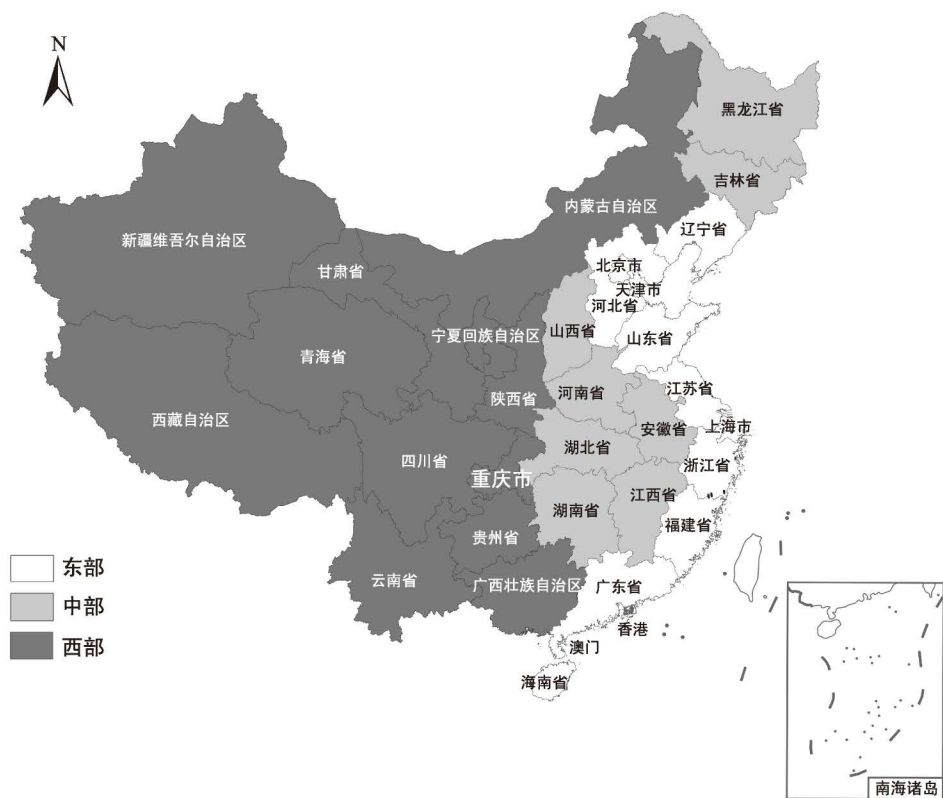 N
黑龙江省
吉林省
内蒙古自治区
辽宁省
新疆维吾尔自治区
北京市
甘肃省
天津市
河北省
宁夏回族自治区
山西省
山东省
青海省
河南省
江苏省
陕西省
西藏自治区
安徽省
上海市
湖北省
四川省
浙江省
重庆市
江西省
湖南省
福建省
贵州省
东部
云南省
广西壮族自治区
广东省
中部
香港
西部
澳门
海南省
南海诸岛